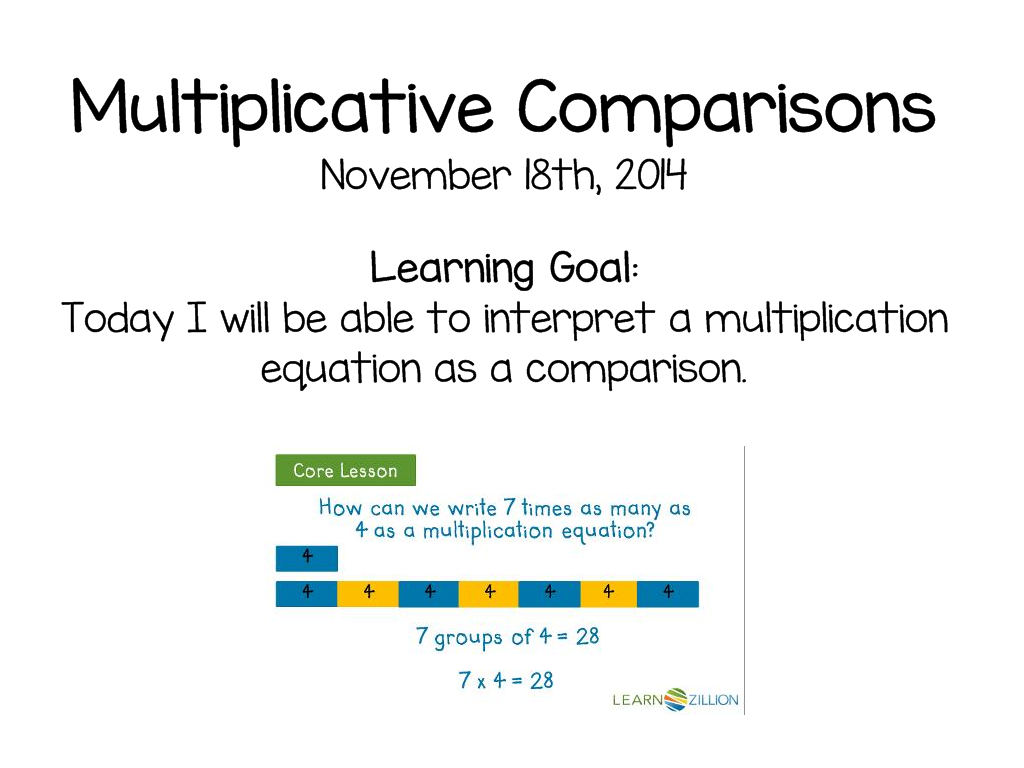 Multiplicative Comparisons
November 18th, 2014
Learning Goal:
Today I will be able to interpret a multiplication
equation as a comparison.
Core Lesson
How can we write 7 times as many as
4 as a multiplication equation?
4
4 4 4 4 4 4 4
7 groups of 4 = 28
7 x 4 = 28
LEARN ZILLION